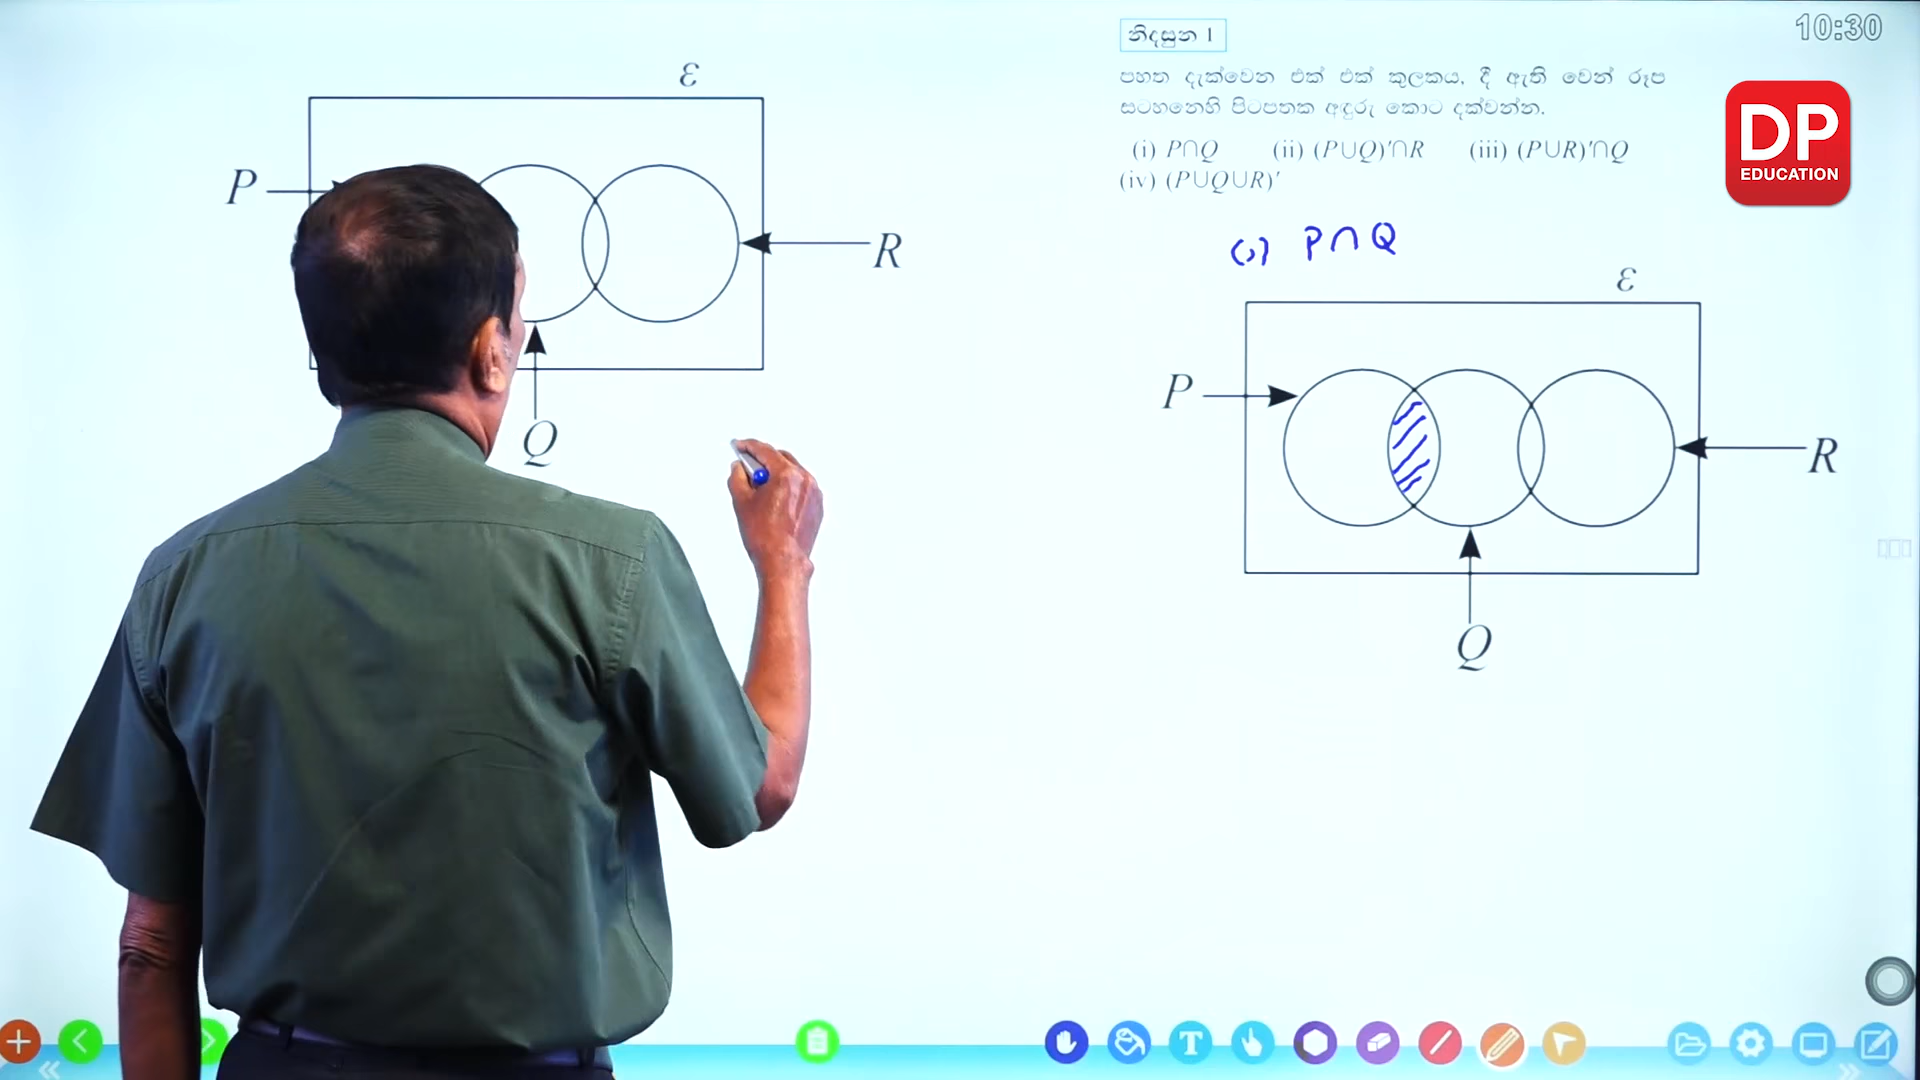 නිදසුන 1
10:30
පහත දැක්වෙන එක් එක් කුලකය, දී ඇති වෙන් රූප
සටහනෙහි පිටපතක අඳුරු කොට දක්වන්න.
(i) P∩Q (ii) (P∪Q)′∩R (iii) (P∪R)′∩Q
(iv) (P∪Q∪R)′
DP
EDUCATION
ε
P
R
Q
(i) P∩Q
ε
P
R
Q
T